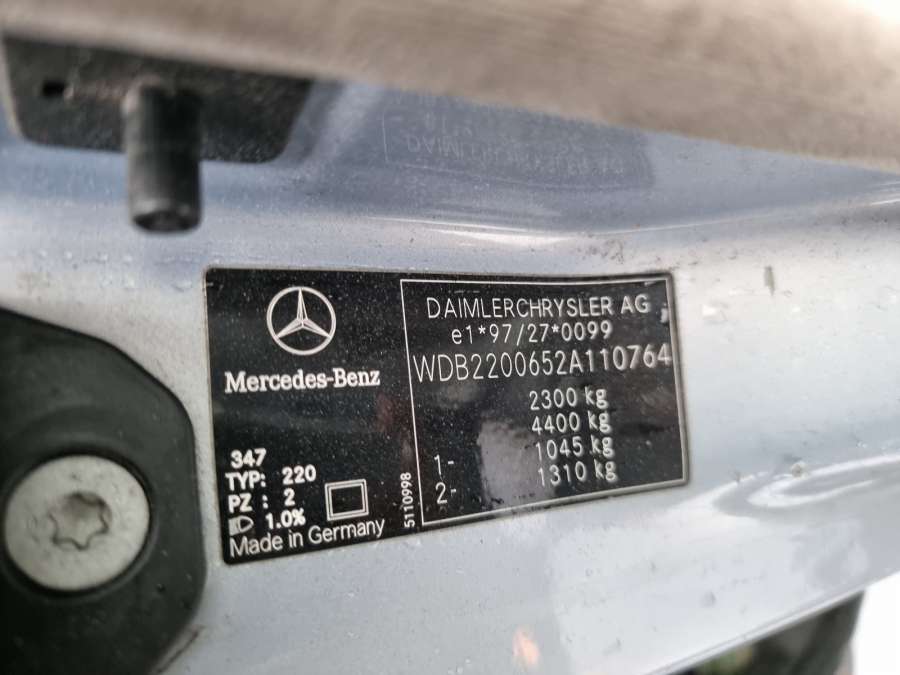 Mercedes-Benz
347
TYP: 220
PZ : 2
1.0%
Made in Germany
5110998
DAIMLERCHRYSLER AG
e1*97/27*0099
WDB2200652A110764
2300 kg
4400 kg
1- 1045 kg
2- 1310 kg